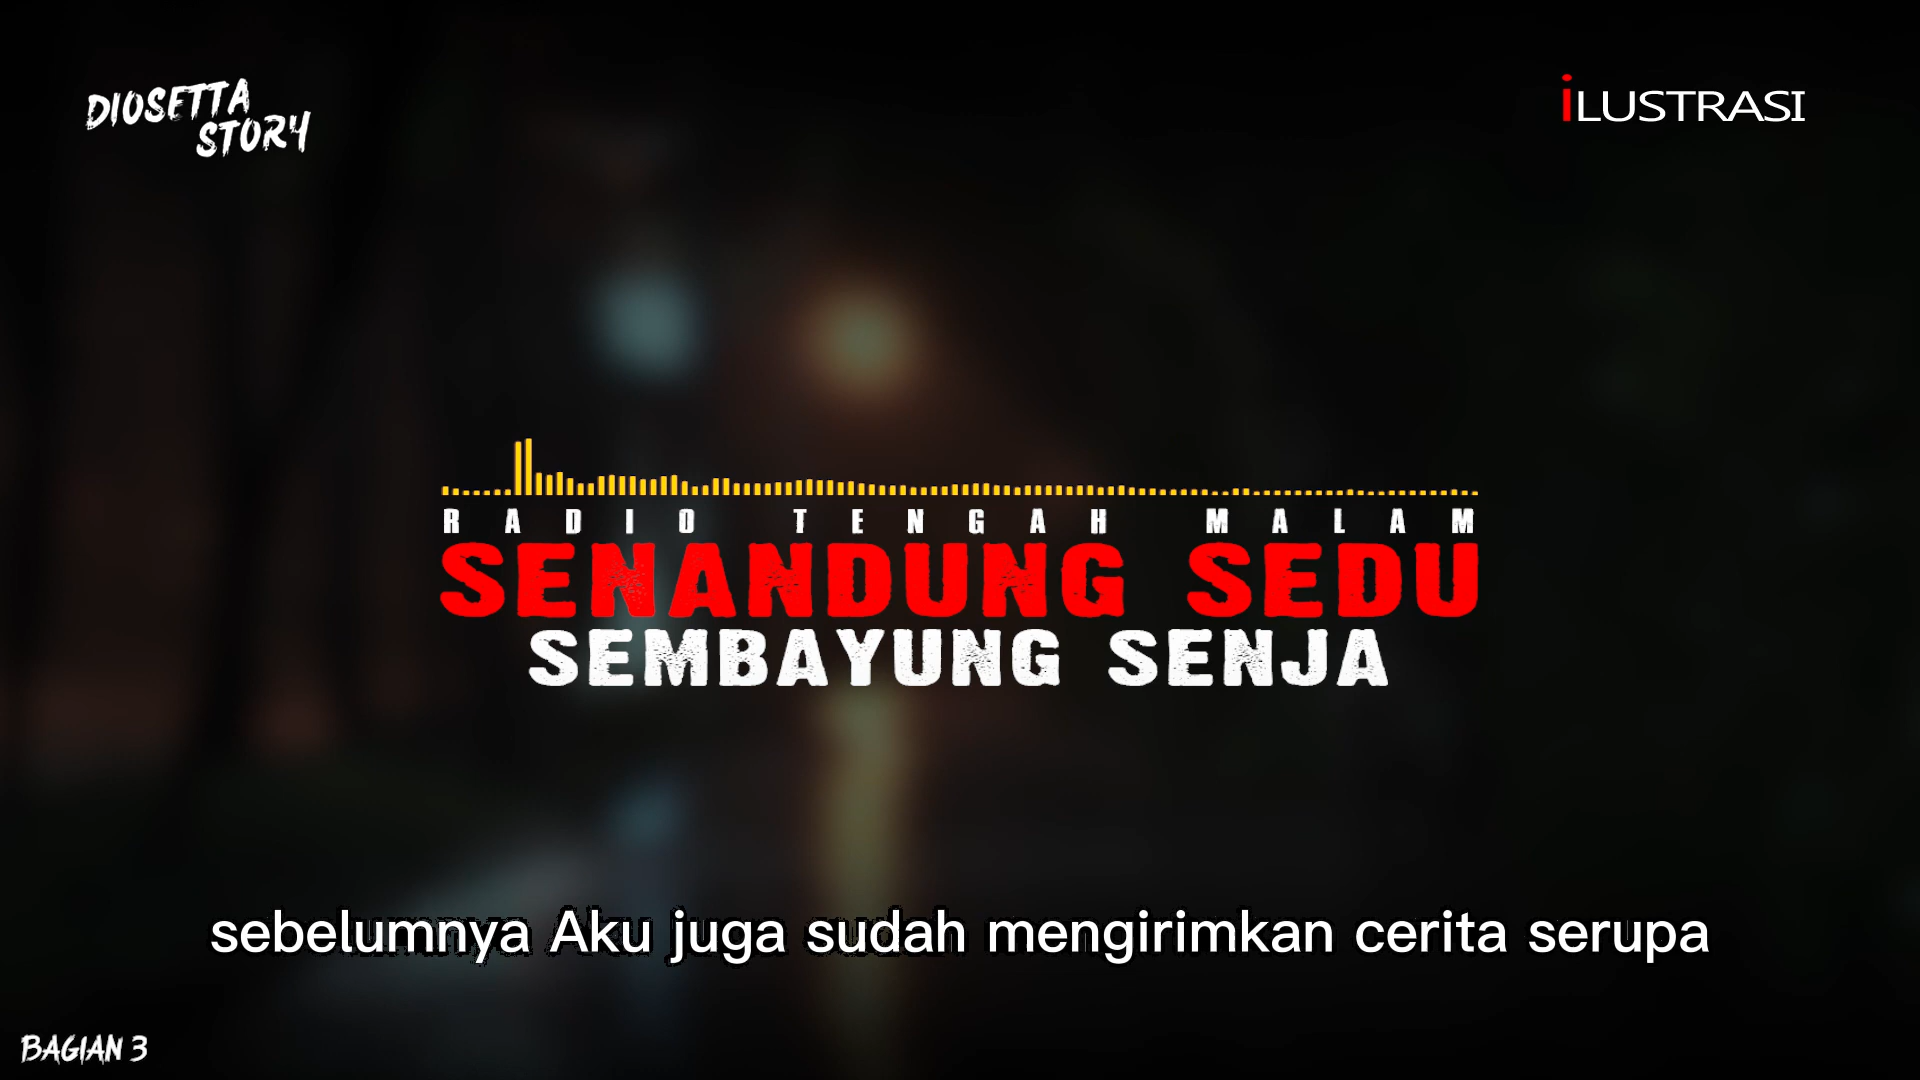 DIOSETTA
STORY
iLUSTRASI
RADIO TENGAH MALAM
SENANDUNG SEDU
SEMBAYUNG SENJA
sebelumnya Aku juga sudah mengirimkan cerita serupa
BAGIAN 3